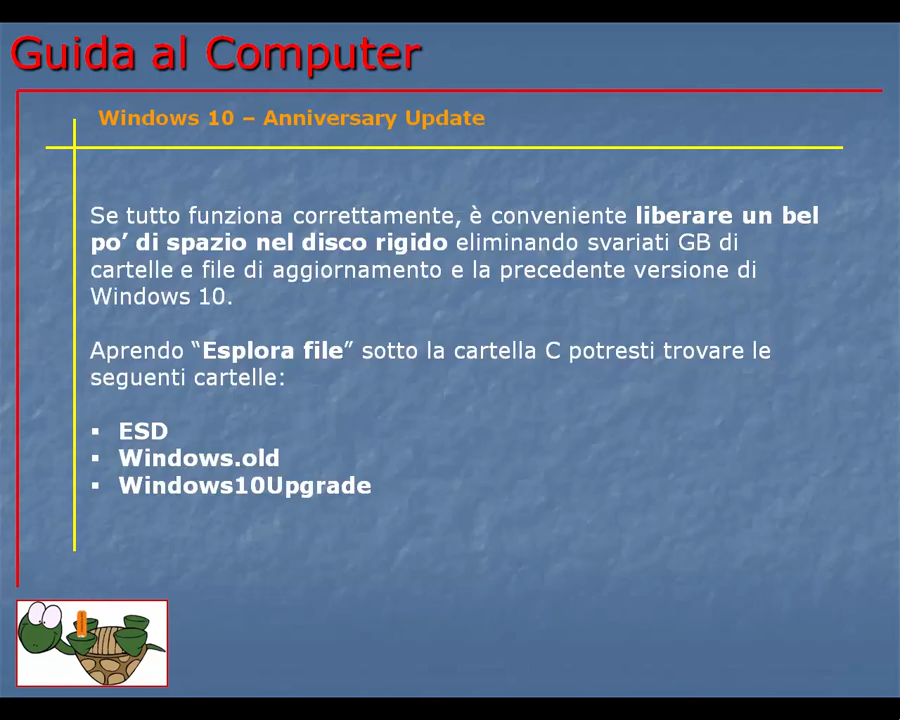 Guida al Computer
Windows 10 – Anniversary Update
Se tutto funziona correttamente, è conveniente liberare un bel
po’ di spazio nel disco rigido eliminando svariati GB di
cartelle e file di aggiornamento e la precedente versione di
Windows 10.
Aprendo “Esplora file” sotto la cartella C potresti trovare le
seguenti cartelle:
▪ ESD
▪ Windows.old
▪ Windows10Upgrade